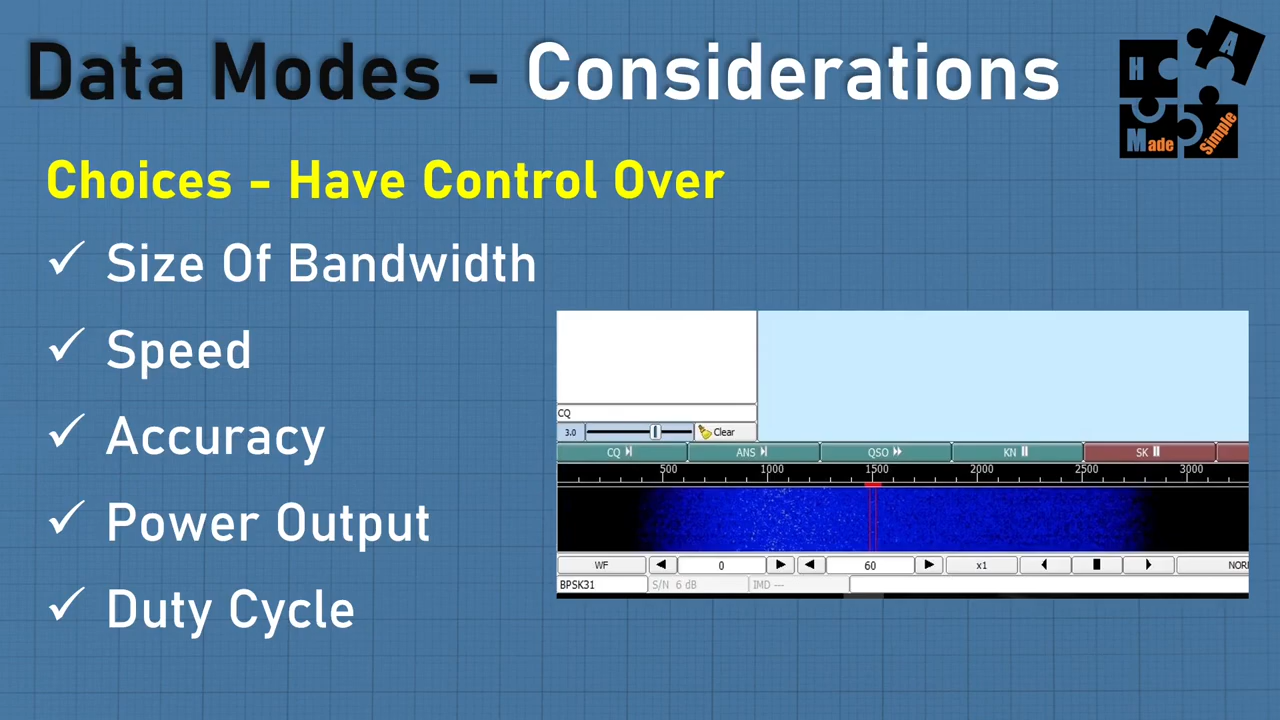 Data Modes - Considerations
H A
Made Simple
Choices - Have Control Over
✓ Size Of Bandwidth
✓ Speed
✓ Accuracy
✓ Power Output
✓ Duty Cycle
CQ
3.0 Clear
CQ ANS QSO KN SK
500 1000 1500 2000 2500 3000
WF 0 60 x1 NOR
BPSK31 S/N 6 dB IMD ---